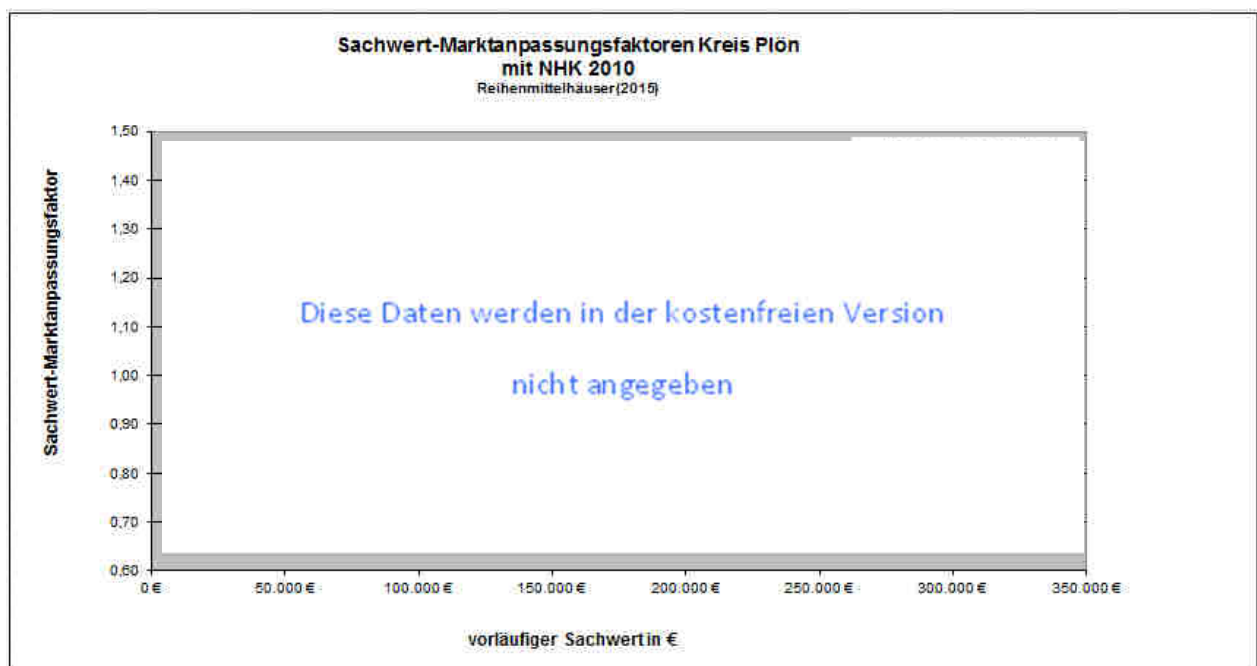 Sachwert-Marktanpassungsfaktoren Kreis Plön
mit NHK 2010
Reihenmittelhäuser(2015)
Sachwert-Marktanpassungsfaktor
1,50
1,40
1,30
1,20
1,10
1,00
0,90
0,80
0,70
0,60
Diese Daten werden in der kostenfreien Version
nicht angegeben
0 € 50.000 € 100.000 € 150.000 € 200.000 € 250.000 € 300.000 € 350.000 €
vorläufiger Sachwert in €